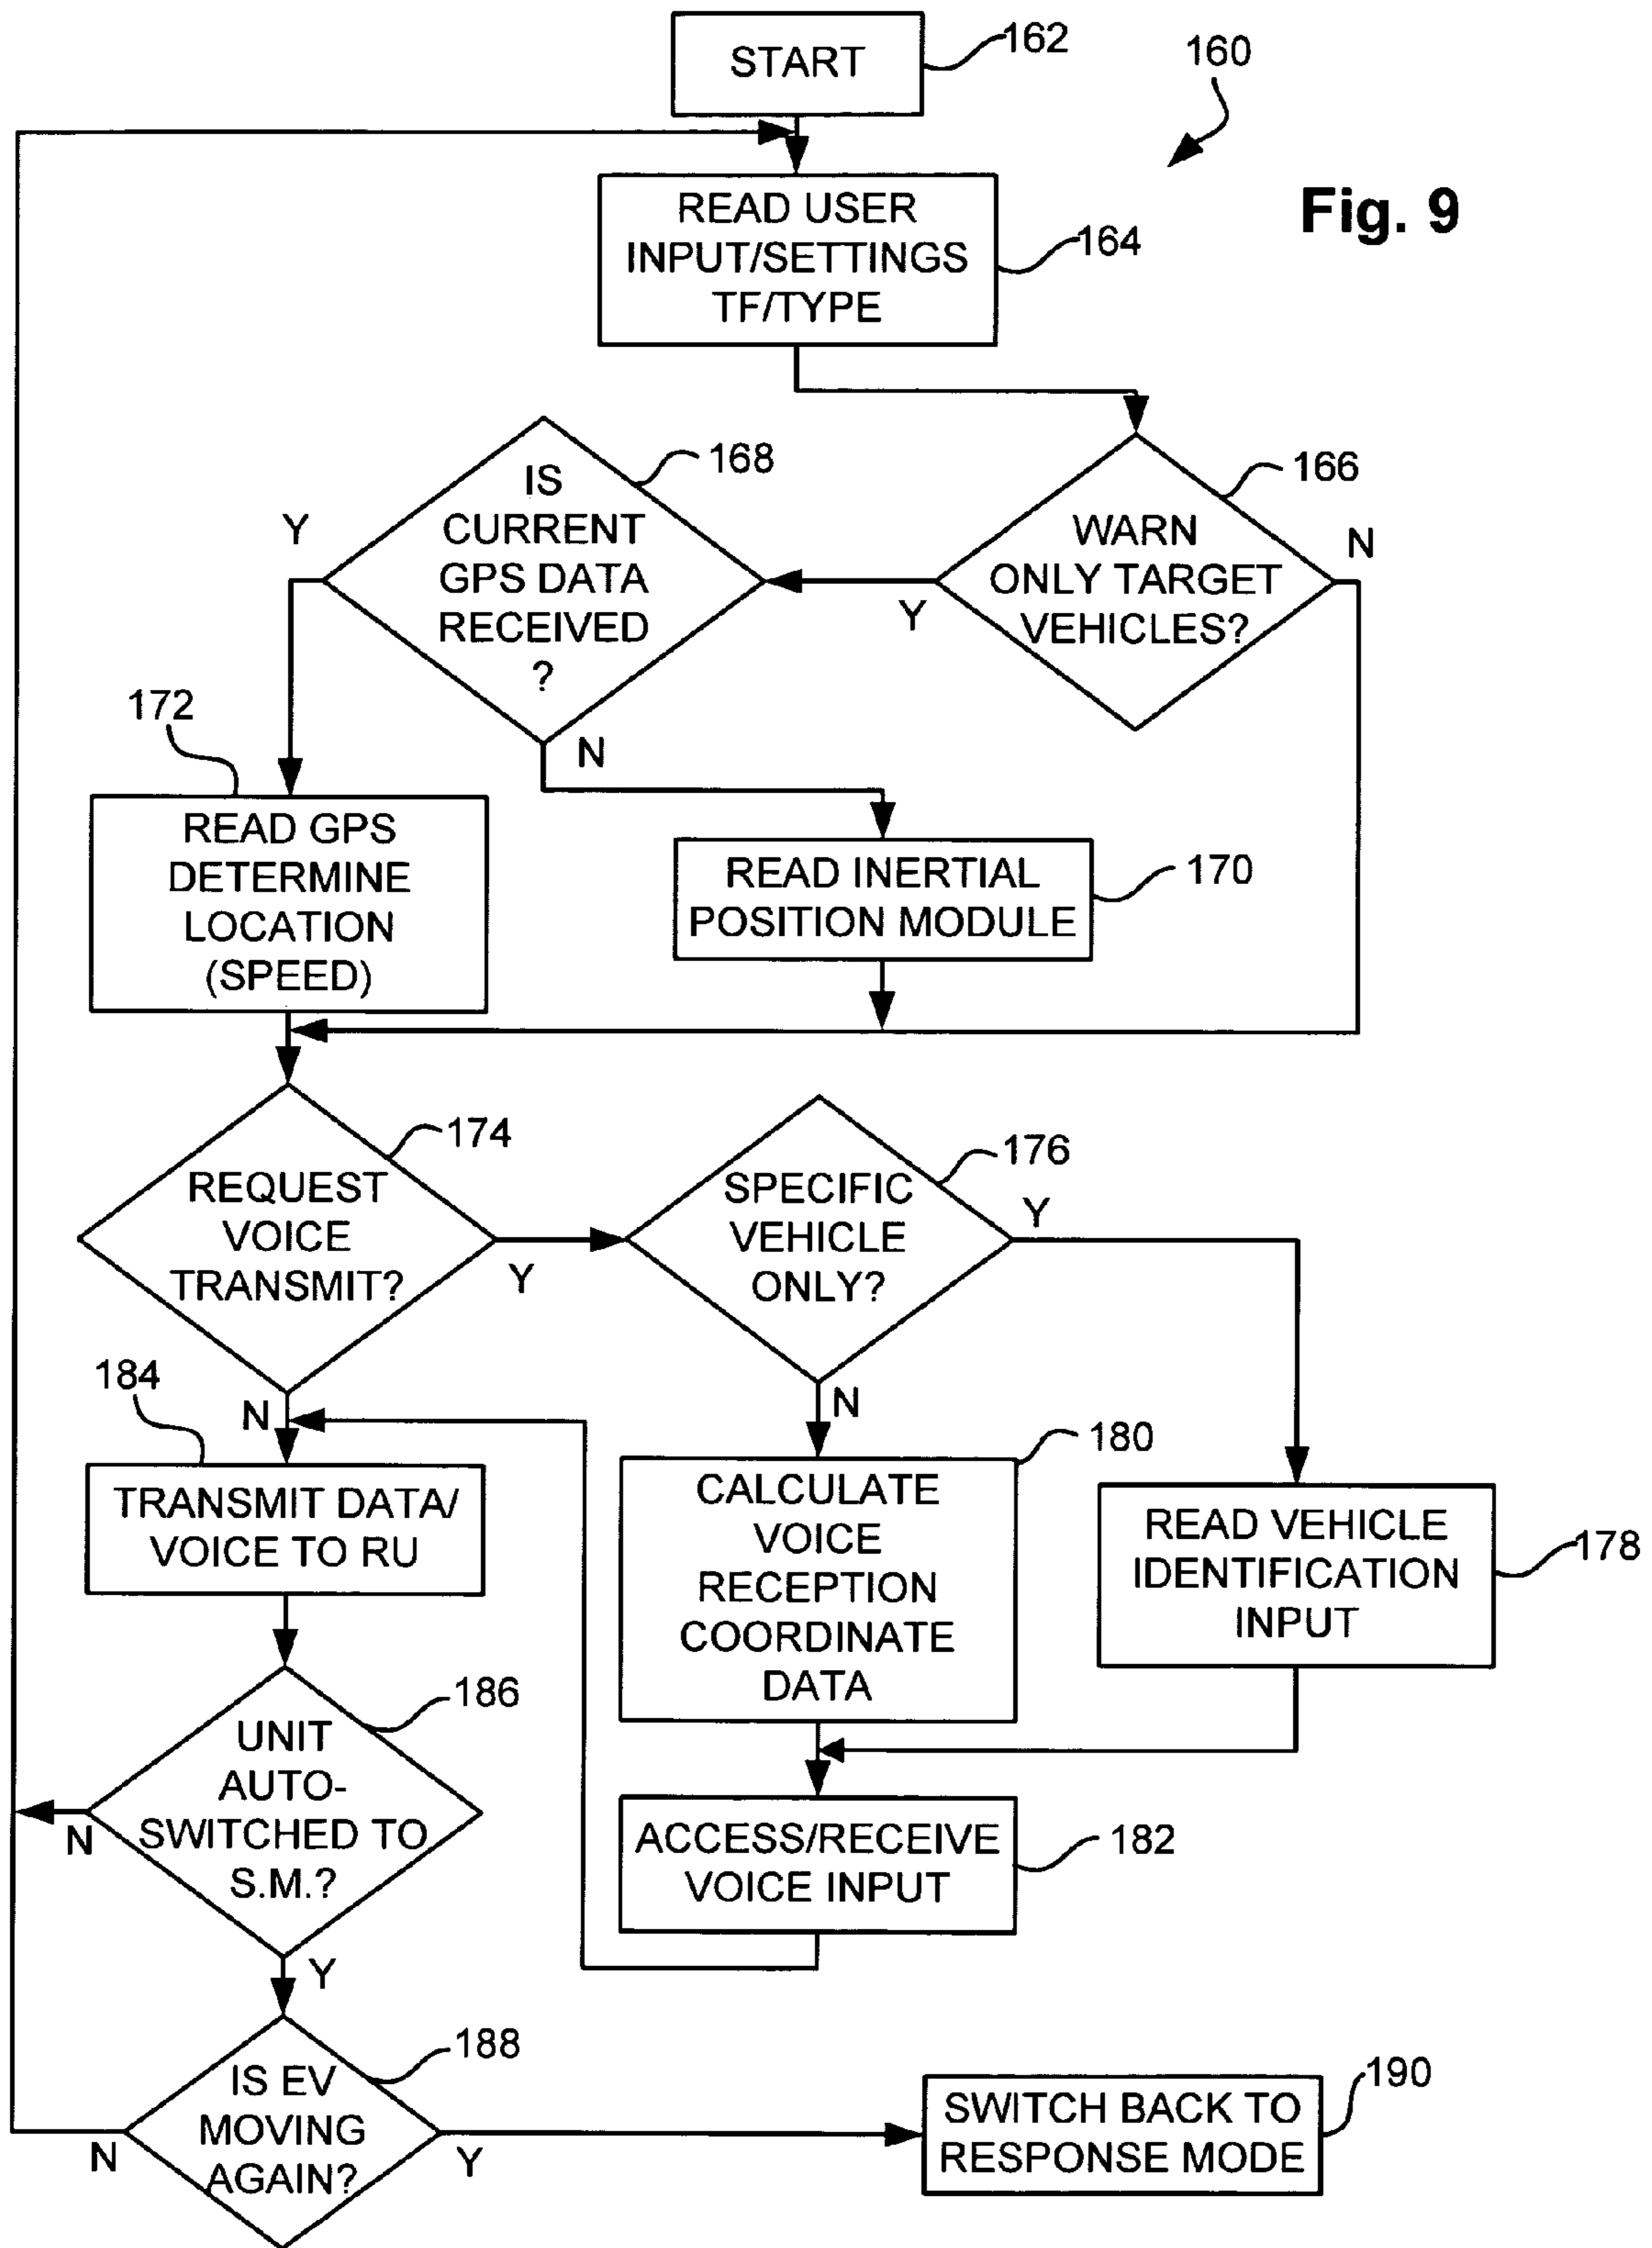 START
162
160
Fig. 9
READ USER
INPUT/SETTINGS
TF/TYPE
164
168
IS
CURRENT
GPS DATA
RECEIVED
?
Y
N
166
WARN
ONLY TARGET
VEHICLES?
N
Y
172
READ GPS
DETERMINE
LOCATION
(SPEED)
READ INERTIAL
POSITION MODULE
170
174
REQUEST
VOICE
TRANSMIT?
Y
N
176
SPECIFIC
VEHICLE
ONLY?
Y
N
184
TRANSMIT DATA/
VOICE TO RU
180
CALCULATE
VOICE
RECEPTION
COORDINATE
DATA
READ VEHICLE
IDENTIFICATION
INPUT
178
186
UNIT
AUTO-
SWITCHED TO
S.M.?
N
Y
ACCESS/RECEIVE
VOICE INPUT
182
188
IS EV
MOVING
AGAIN?
N
Y
190
SWITCH BACK TO
RESPONSE MODE